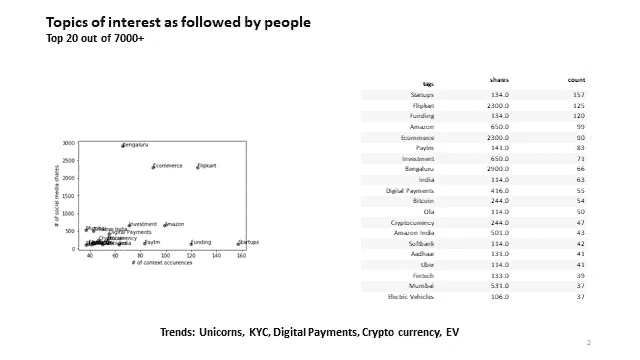 Topics of interest as followed by people
Top 20 out of 7000+
tags shares count
Startups 134.0 157
Flipkart 2300.0 125
Funding 134.0 120
Amazon 650.0 99
Ecommerce 2300.0 90
Paytm 141.0 83
Investment 650.0 71
Bengaluru 2900.0 66
India 114.0 63
Digital Payments 416.0 55
Bitcoin 244.0 54
Ola 114.0 50
Cryptocurrency 244.0 47
Amazon India 501.0 43
Softbank 114.0 42
Aadhaar 131.0 41
Uber 114.0 41
Fintech 133.0 39
Mumbai 531.0 37
Electric Vehicles 106.0 37
# of social media shares
3000
2500
2000
1500
1000
500
0
Bengaluru
Ecommerce Flipkart
Investment Amazon
Digital Payments
Paytm Funding Startups
40 60 80 100 120 140 160
# of context occurences
Trends: Unicorns, KYC, Digital Payments, Crypto currency, EV
2